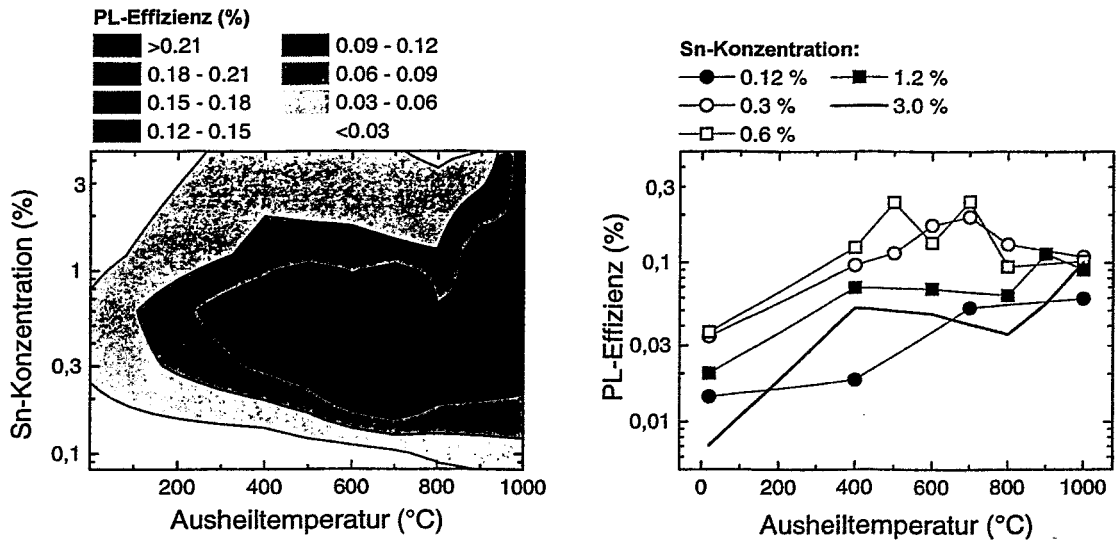 PL-Effizienz (%)
>0.21
0.18 - 0.21
0.15 - 0.18
0.12 - 0.15
0.09 - 0.12
0.06 - 0.09
0.03 - 0.06
<0.03
Sn-Konzentration (%)
3
1
0.3
0,1
200
400
600
800
1000
Ausheiltemperatur (°C)
Sn-Konzentration:
0.12 %
0.3 %
0.6 %
1.2 %
3.0 %
PL-Effizienz (%)
0,3
0,1
0,03
0,01
0
200
400
600
800
1000
Ausheiltemperatur (°C)